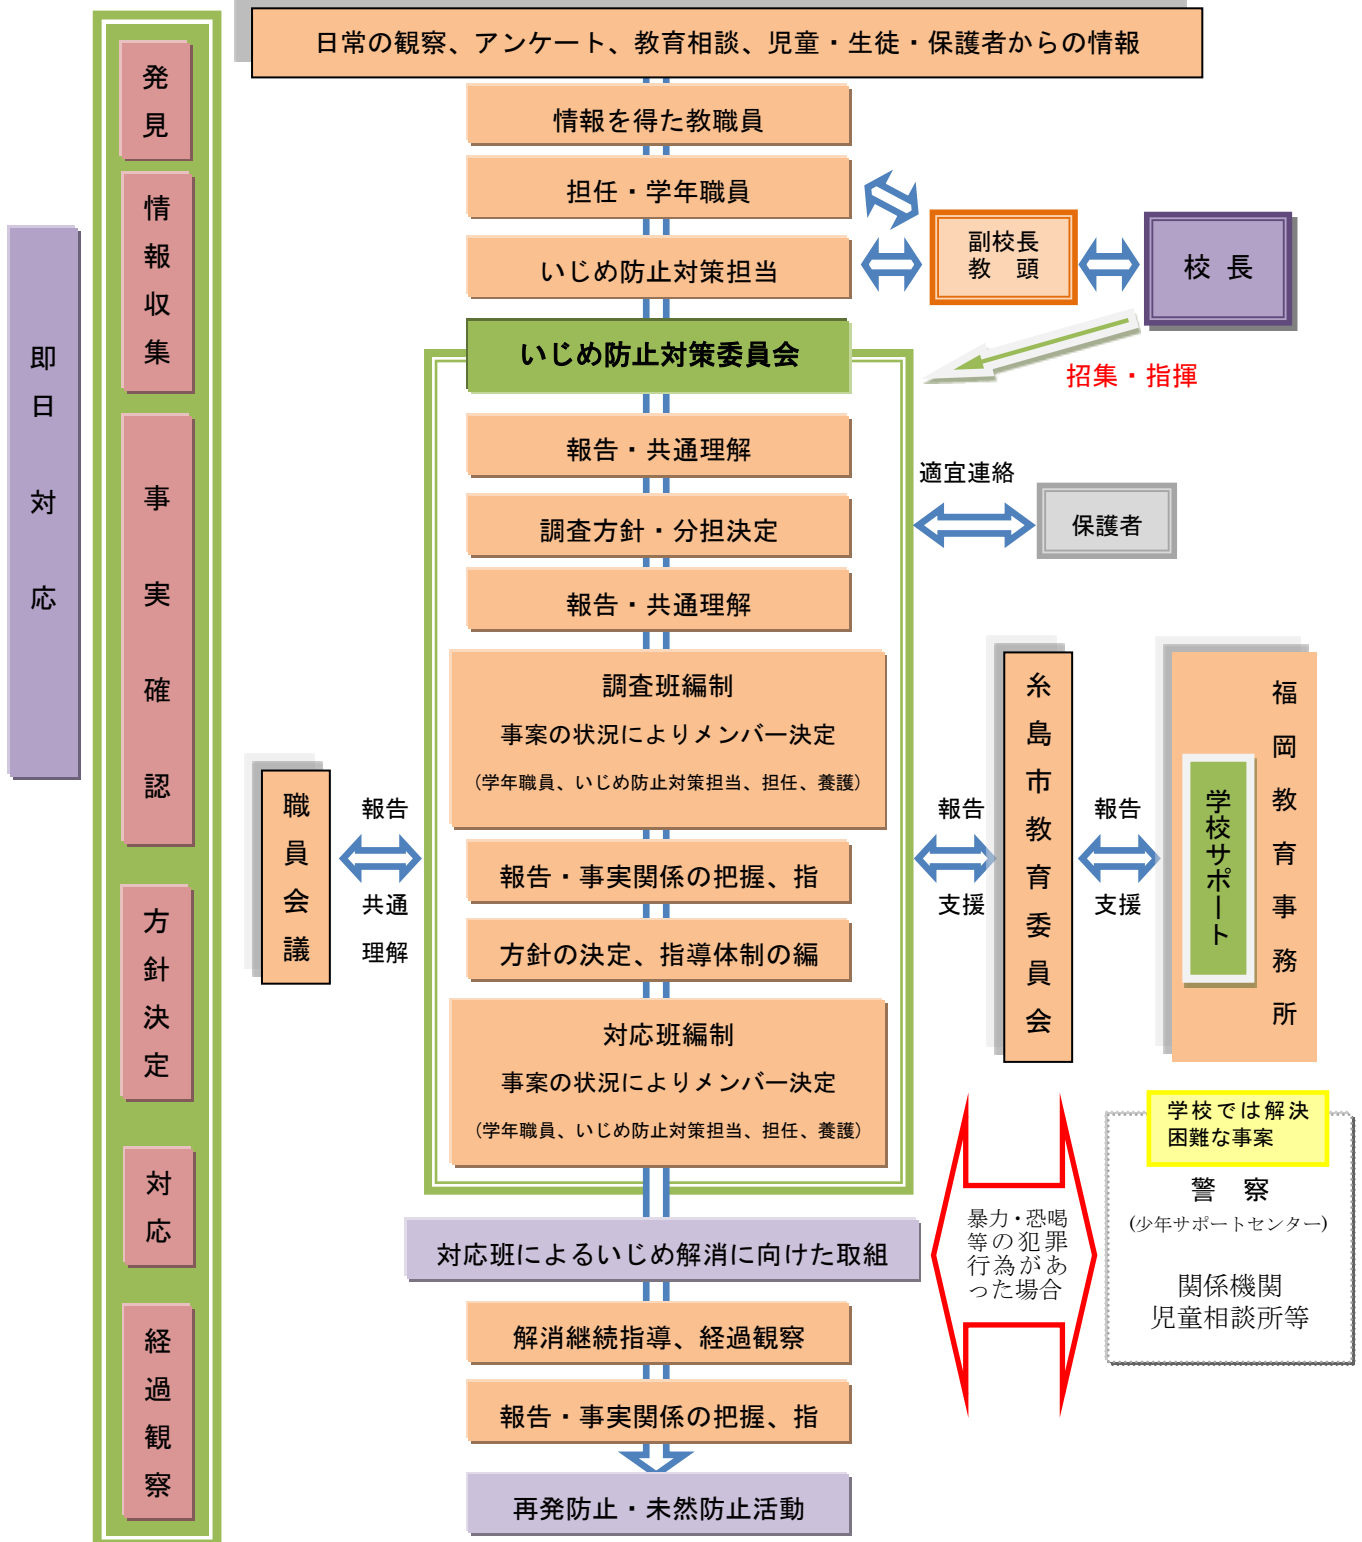 日常の観察、アンケート、教育相談、児童・生徒・保護者からの情報
発見
情報収集
事実確認
方針決定
対応
経過観察
即日対応
情報を得た教職員
担任・学年職員
いじめ防止対策担当
副校長
教　頭
校 長
招集・指揮
いじめ防止対策委員会
報告・共通理解
調査方針・分担決定
報告・共通理解
適宜連絡
保護者
調査班編制
事案の状況によりメンバー決定
(学年職員、いじめ防止対策担当、担任、養護)
報告・事実関係の把握、指
方針の決定、指導体制の編
対応班編制
事案の状況によりメンバー決定
(学年職員、いじめ防止対策担当、担任、養護)
職員会議
報告
共通
理解
報告
支援
糸島市教育委員会
報告
支援
学校サポート
福岡教育事務所
対応班によるいじめ解消に向けた取組
解消継続指導、経過観察
報告・事実関係の把握、指
再発防止・未然防止活動
暴力・恐喝
等の犯罪
行為があ
った場合
学校では解決
困難な事案
警　察
(少年サポートセンター)
関係機関
児童相談所等